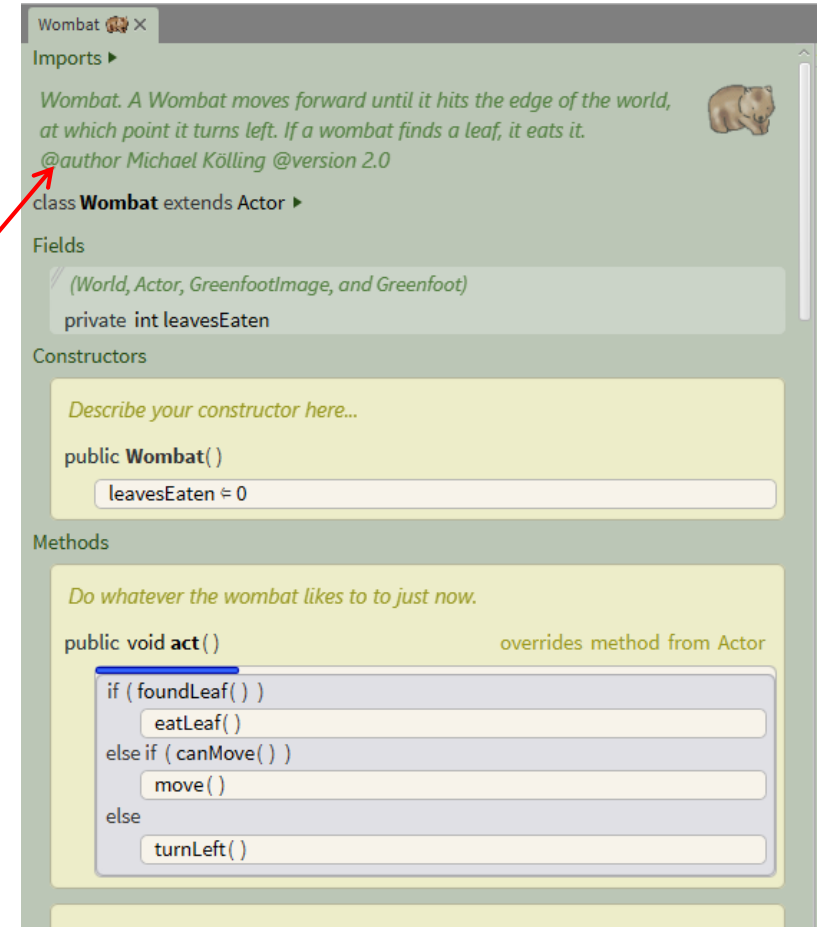 Wombat
Imports
Wombat. A Wombat moves forward until it hits the edge of the world,
at which point it turns left. If a wombat finds a leaf, it eats it.
@author Michael Kölling @version 2.0
class Wombat extends Actor
Fields
(World, Actor, GreenfootImage, and Greenfoot)
private int leavesEaten
Constructors
Describe your constructor here...
public Wombat()
leavesEaten ⇐ 0
Methods
Do whatever the wombat likes to to just now.
public void act() overrides method from Actor
if ( foundLeaf( ) )
eatLeaf( )
else if ( canMove( ) )
move( )
else
turnLeft( )